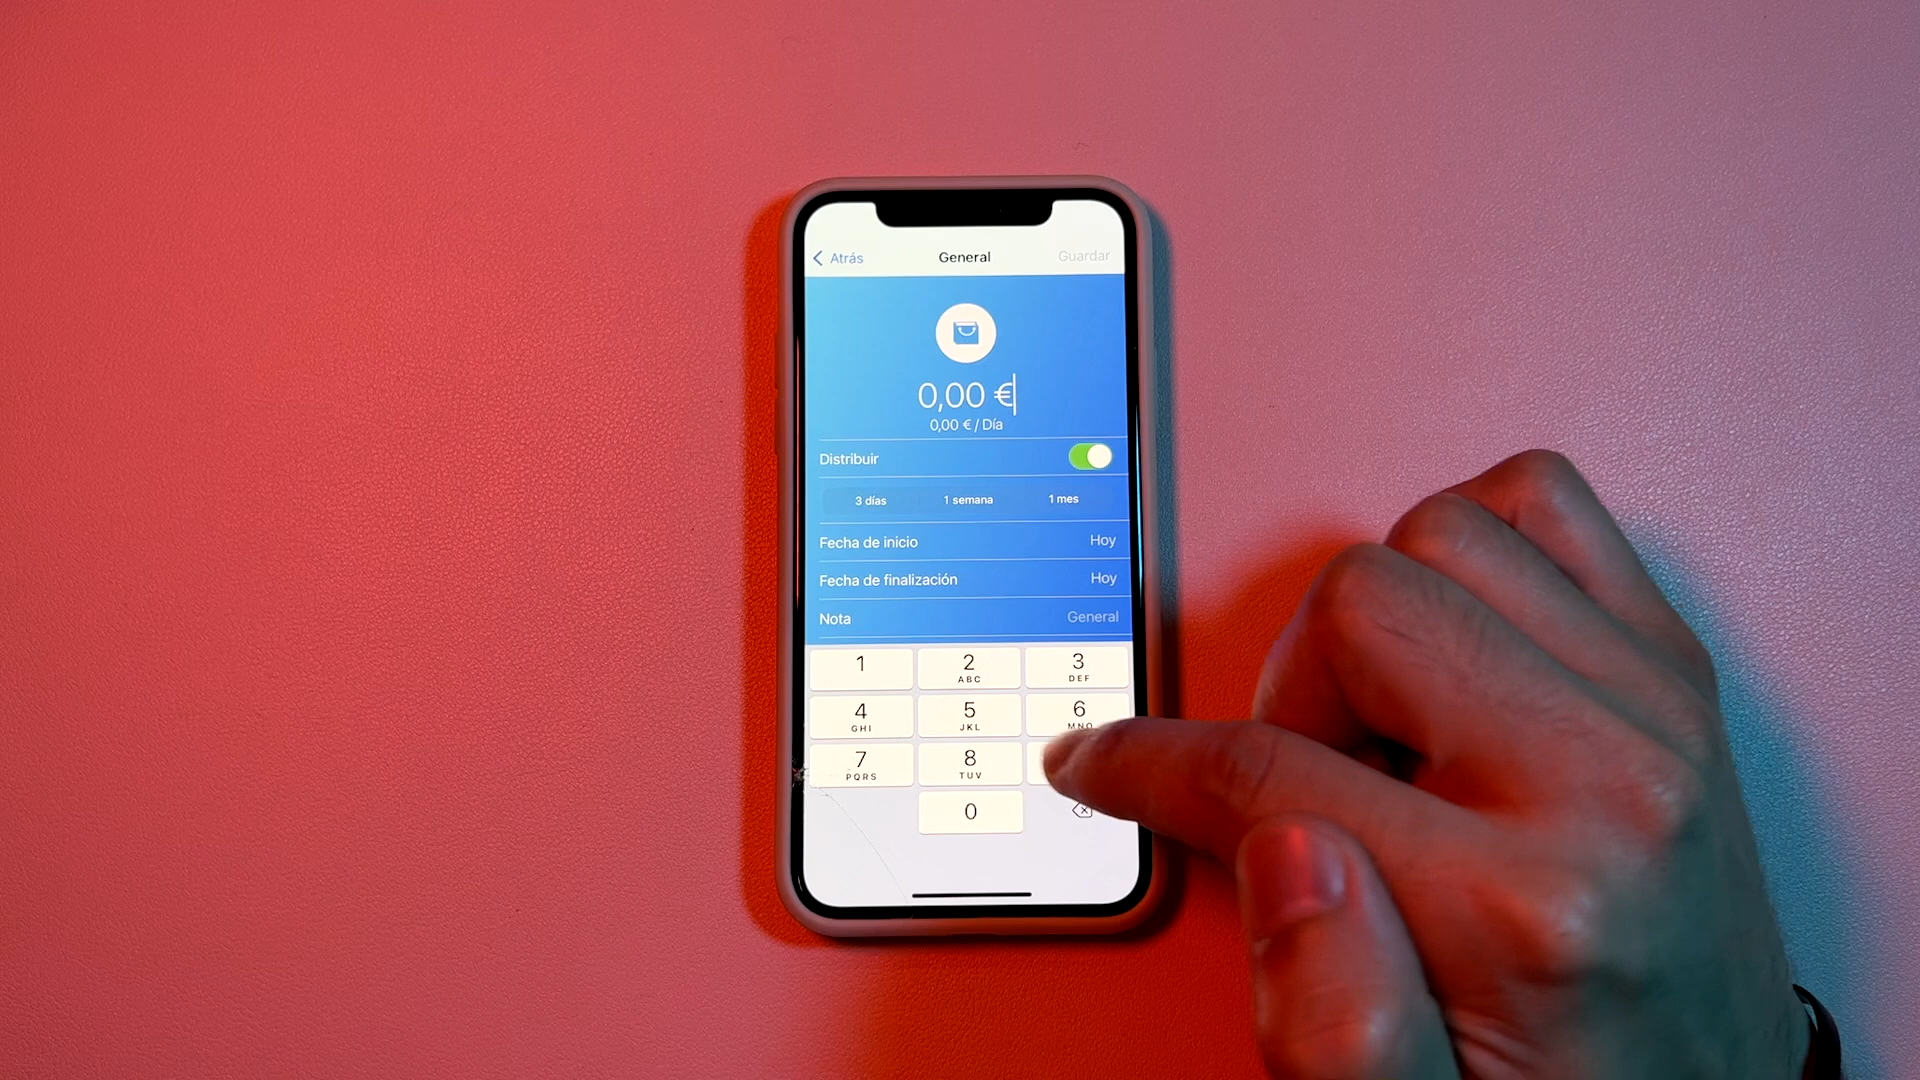 Atrás General Guardar
0,00 €
0,00 € / Día
Distribuir
3 días 1 semana 1 mes
Fecha de inicio Hoy
Fecha de finalización Hoy
Nota General
1 2 3
ABC DEF
4 5 6
GHI JKL MNO
7 8
PQRS TUV
0